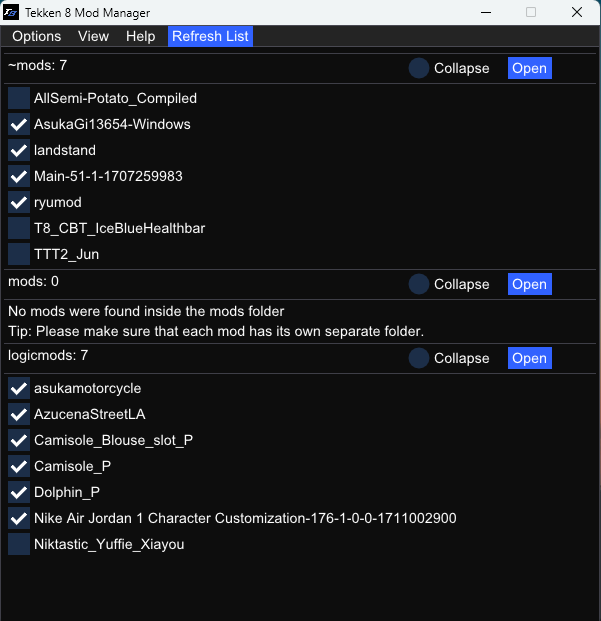 Tekken 8 Mod Manager
Options View Help Refresh List
~mods: 7 Collapse Open
AllSemi-Potato_Compiled
AsukaGi13654-Windows
landstand
Main-51-1-1707259983
ryumod
T8_CBT_IceBlueHealthbar
TTT2_Jun
mods: 0 Collapse Open
No mods were found inside the mods folder
Tip: Please make sure that each mod has its own separate folder.
logicmods: 7 Collapse Open
asukamotorcycle
AzucenaStreetLA
Camisole_Blouse_slot_P
Camisole_P
Dolphin_P
Nike Air Jordan 1 Character Customization-176-1-0-0-1711002900
Niktastic_Yuffie_Xiayou